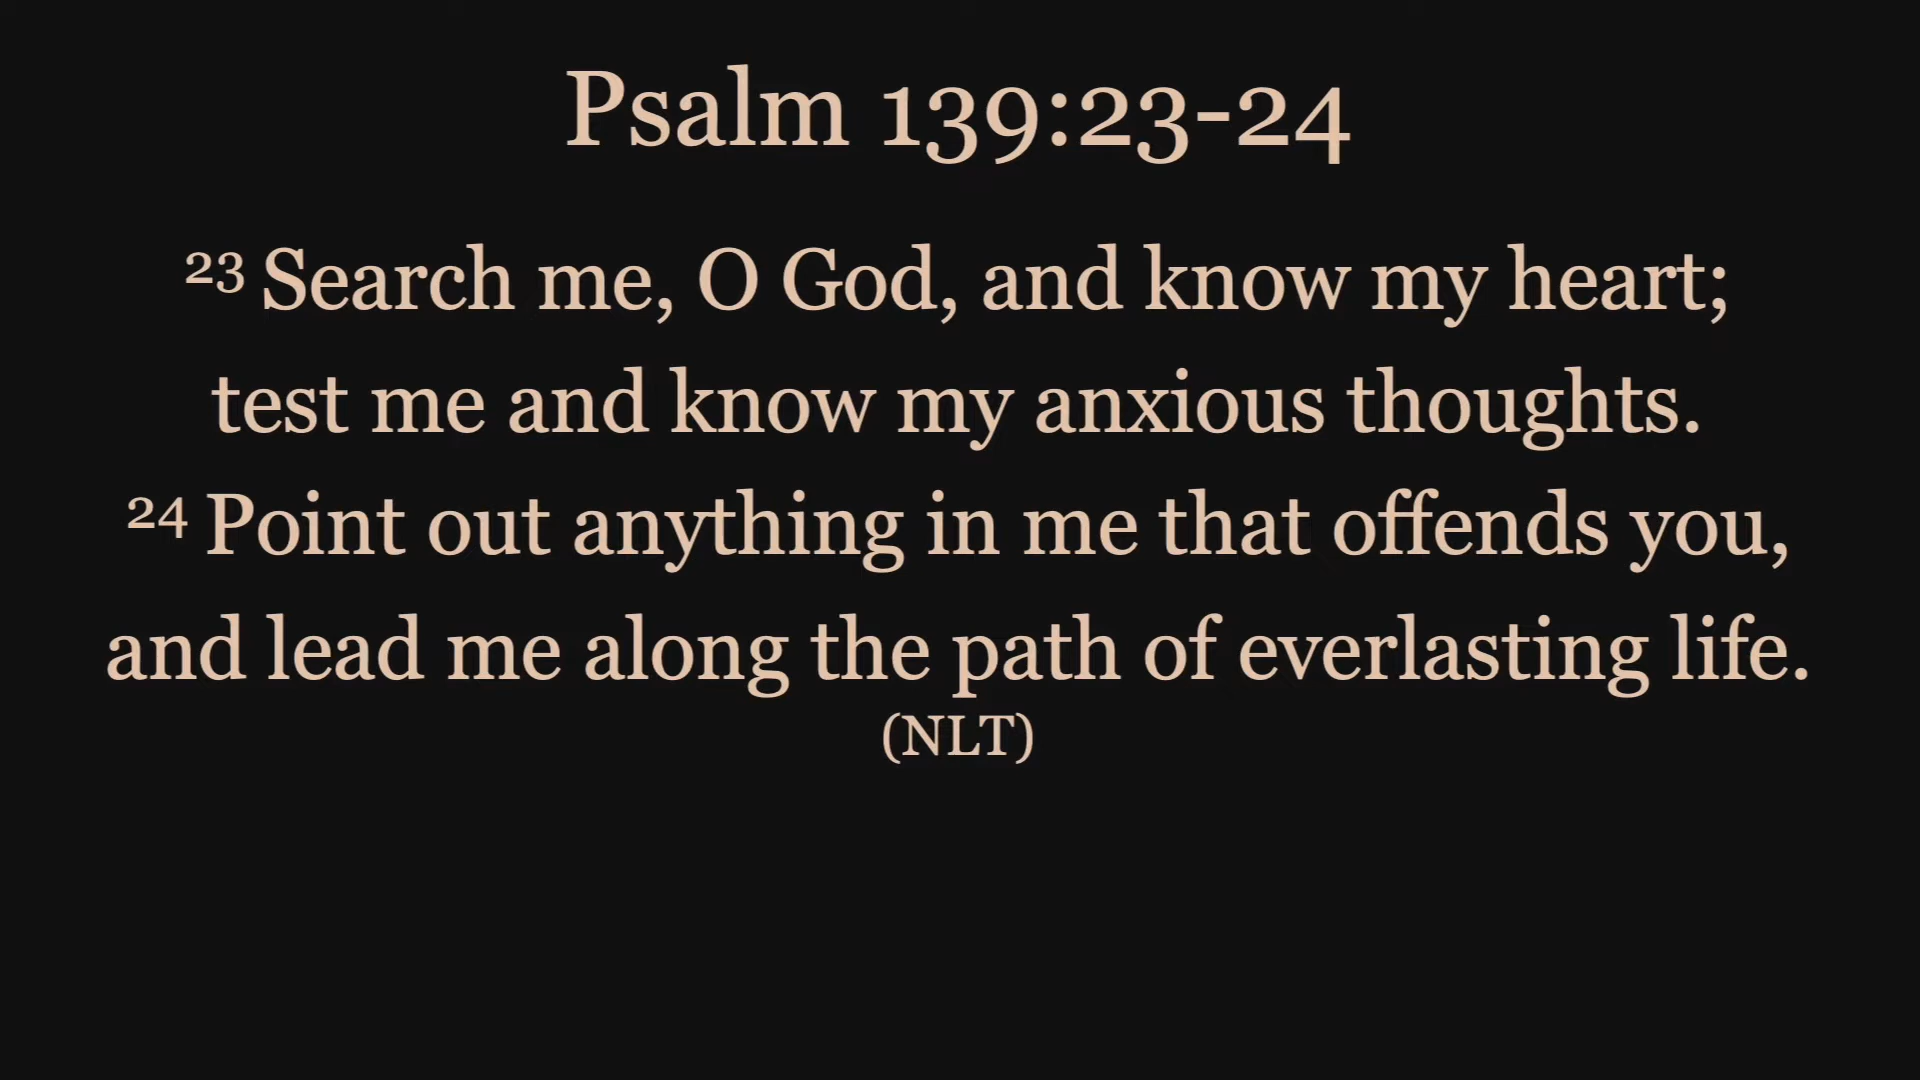 Psalm 139:23-24
²³ Search me, O God, and know my heart;
test me and know my anxious thoughts.
²⁴ Point out anything in me that offends you,
and lead me along the path of everlasting life.
(NLT)